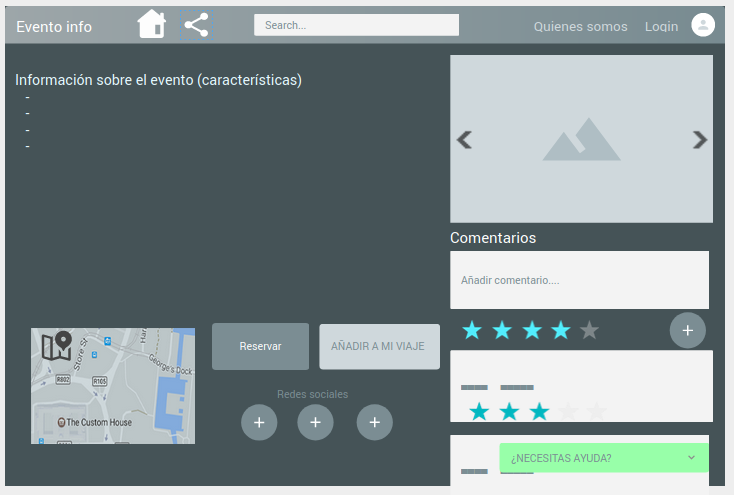 Evento info
Search...
Quienes somos
Login
Información sobre el evento (características)
-
-
-
-
Comentarios
Añadir comentario....
Reservar
AÑADIR A MI VIAJE
Store St
R802
R105
George's Dock
The Custom House
Redes sociales
¿NECESITAS AYUDA?